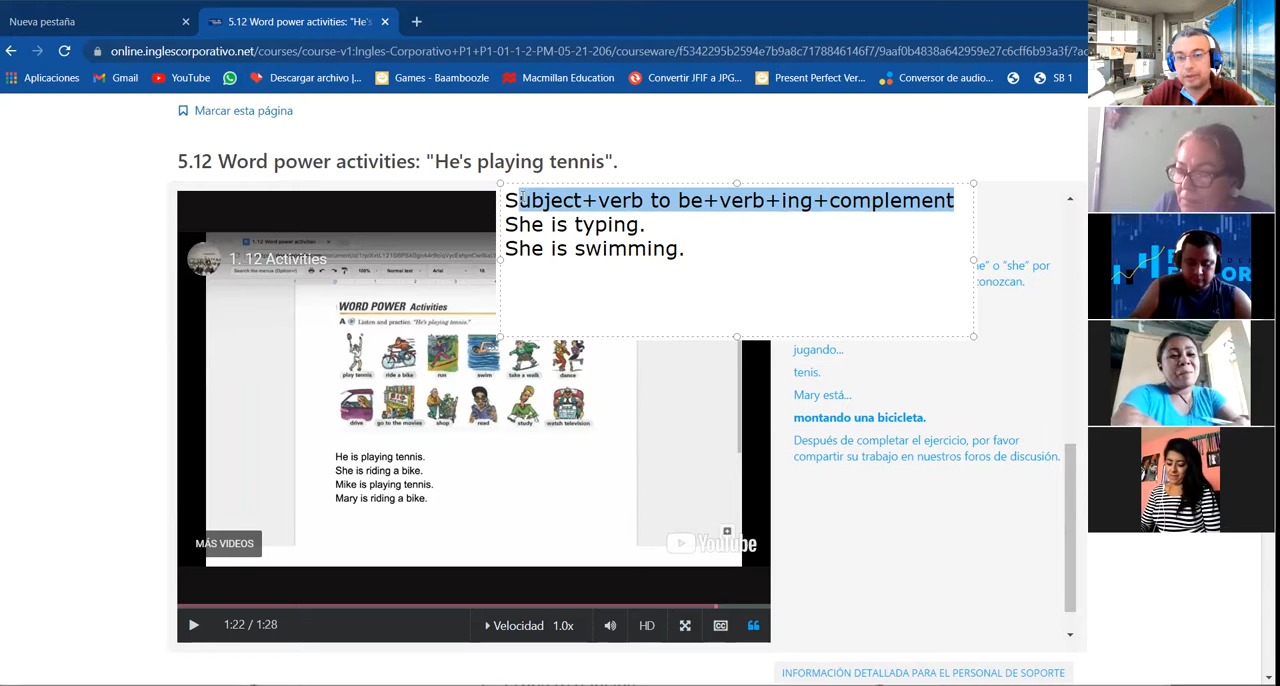 Nueva pestaña
5.12 Word power activities: "He's
online.inglescorporativo.net/courses/course-v1:Ingles-Corporativo+P1+P1-01-1-2-PM-05-21-206/courseware/f5342295b2594e7b9a8c7178846146f7/9aaf0b4838a642959e27c6cff6b93a3f/?ac
Aplicaciones
Gmail
YouTube
Descargar archivo |...
Games - Baamboozle
Macmillan Education
Convertir JFIF a JPG...
Present Perfect Ver...
Conversor de audio...
SB 1
Marcar esta página
5.12 Word power activities: "He's playing tennis".
Subject+verb to be+verb+ing+complement
She is typing.
She is swimming.
1. 12 Activities
WORD POWER Activities
A Listen and practice. "He's playing tennis."
play tennis ride a bike run swim take a walk dance
drive go to the movies shop read study watch television
He is playing tennis.
She is riding a bike.
Mike is playing tennis.
Mary is riding a bike.
MÁS VIDEOS
YouTube
1:22 / 1:28
Velocidad 1.0x
HD
e" o "she" por
onozcan.
jugando...
tenis.
Mary está...
montando una bicicleta.
Después de completar el ejercicio, por favor
compartir su trabajo en nuestros foros de discusión.
INFORMACIÓN DETALLADA PARA EL PERSONAL DE SOPORTE